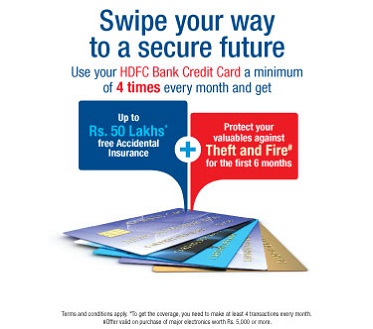 Swipe your way
to a secure future
Use your HDFC Bank Credit Card a minimum
of 4 times every month and get
Up to
Rs. 50 Lakhs*
free Accidental
Insurance
+
Protect your
valuables against
Theft and Fire#
for the first 6 months
Terms and conditions apply. *To get the coverage, you need to make at least 4 transactions every month.
#Offer valid on purchase of major electronics worth Rs. 5,000 or more.